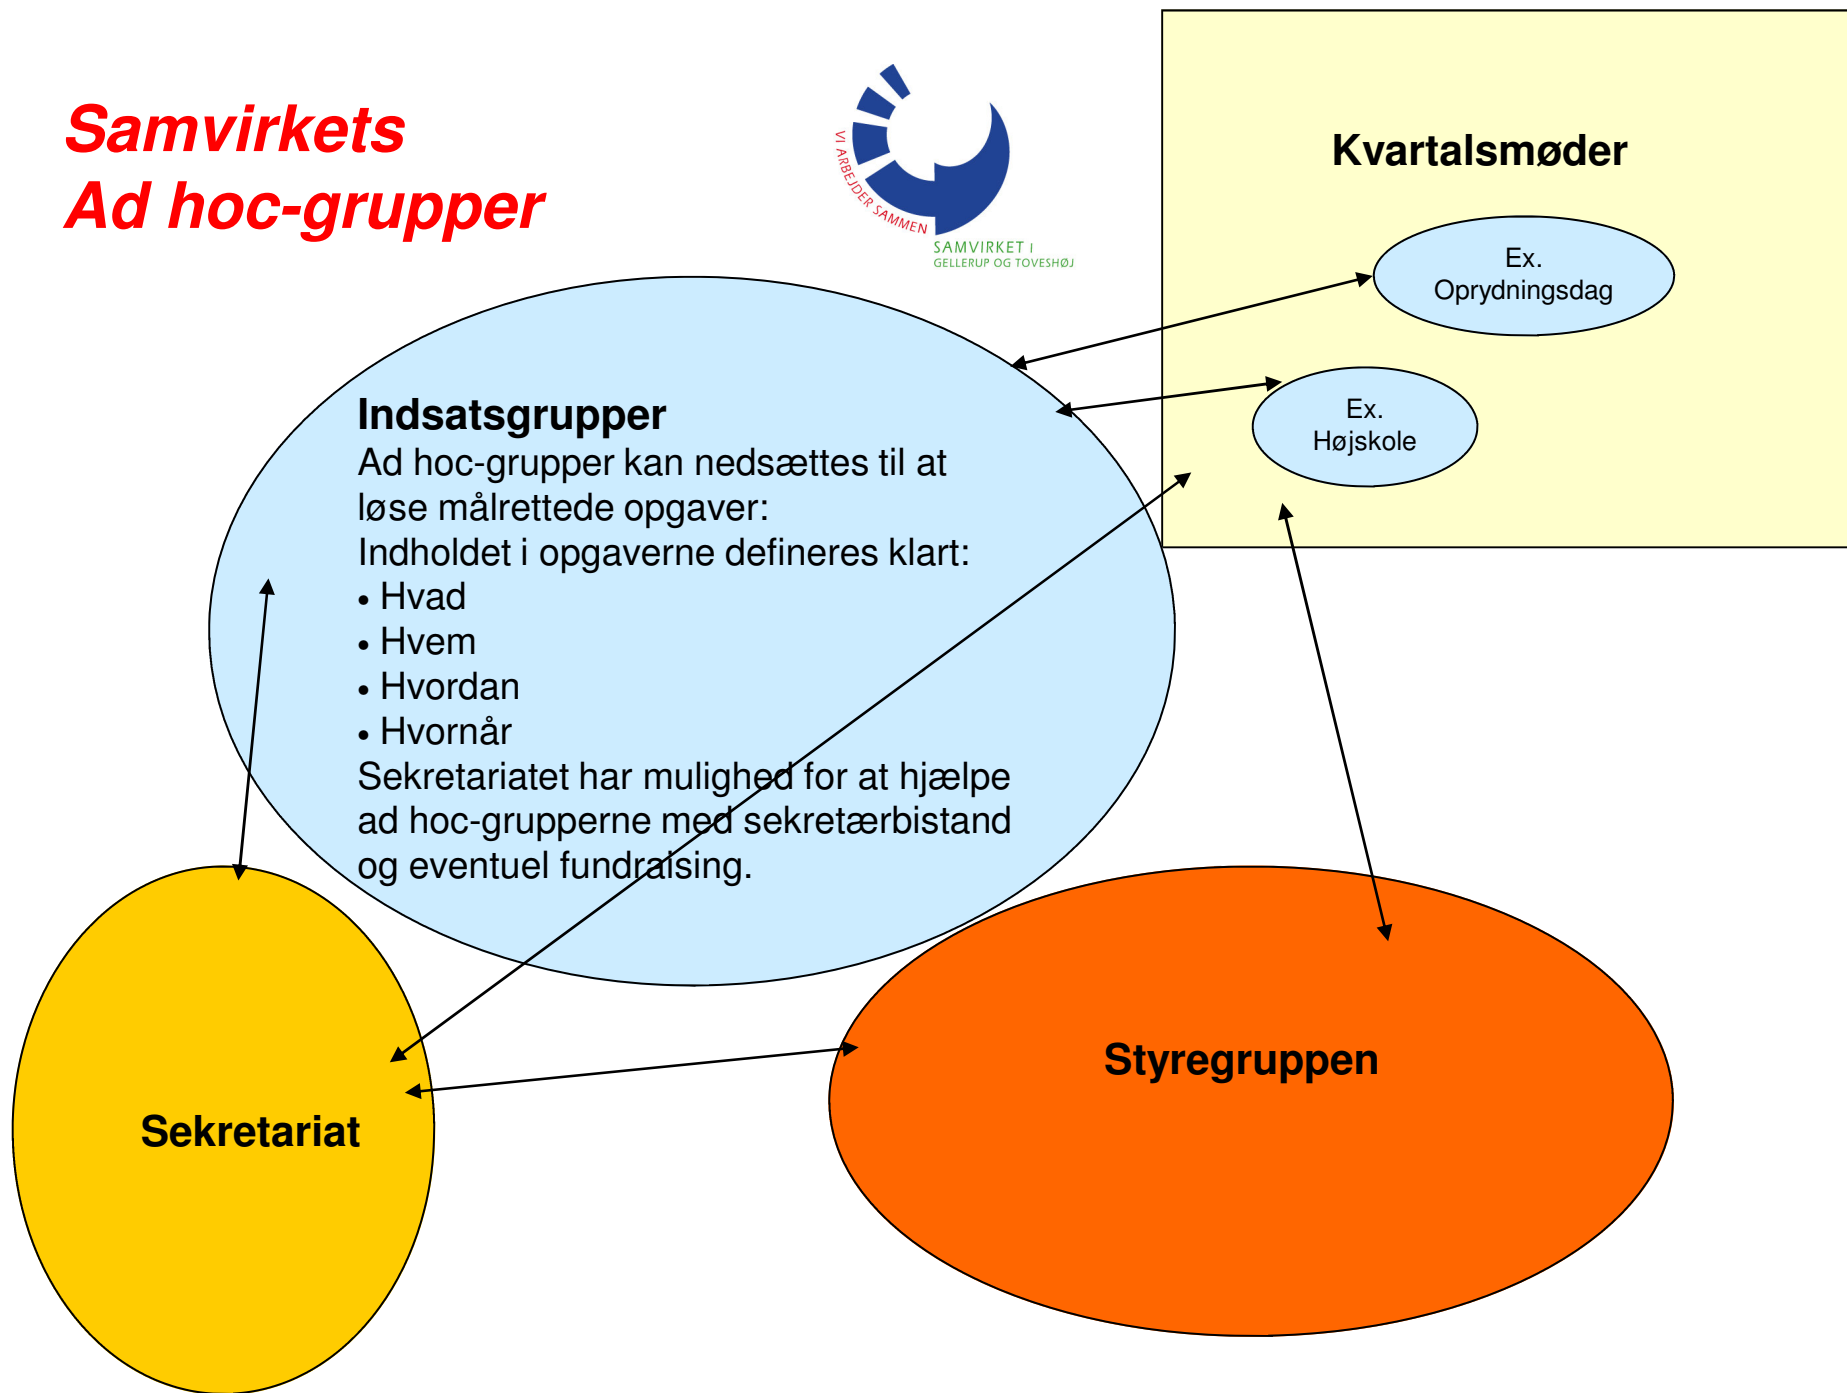 Samvirkets
Ad hoc-grupper
VI ARBEJDER SAMMEN
SAMVIRKET I
GELLERUP OG TOVESHØJ
Kvartalsmøder
Ex.
Oprydningsdag
Ex.
Højskole
Indsatsgrupper
Ad hoc-grupper kan nedsættes til at
løse målrettede opgaver:
Indholdet i opgaverne defineres klart:
• Hvad
• Hvem
• Hvordan
• Hvornår
Sekretariatet har mulighed for at hjælpe
ad hoc-grupperne med sekretærbistand
og eventuel fundraising.
Sekretariat
Styregruppen